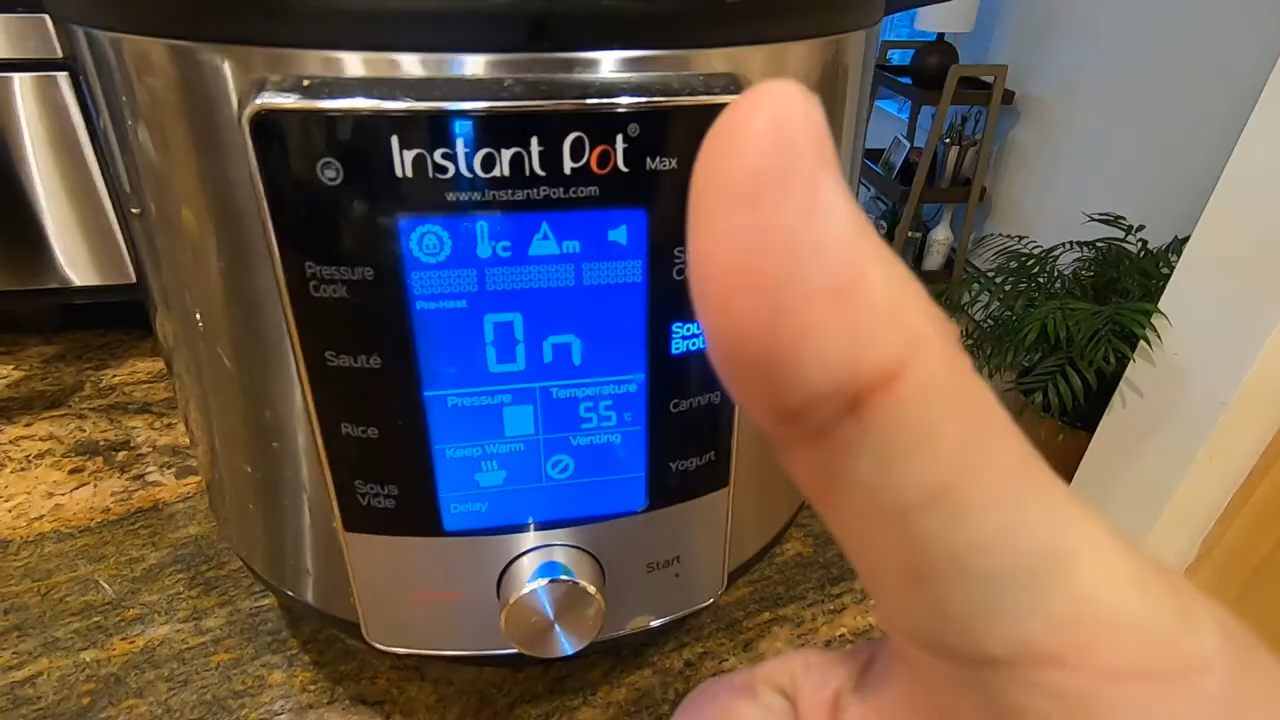 Instant Pot® Max
www.InstantPot.com
°C
m
Pre-Heat
On
Pressure
Temperature
55 °C
Keep Warm
Venting
Delay
Pressure
Cook
Sauté
Rice
Sous
Vide
Canning
Yogurt
Start